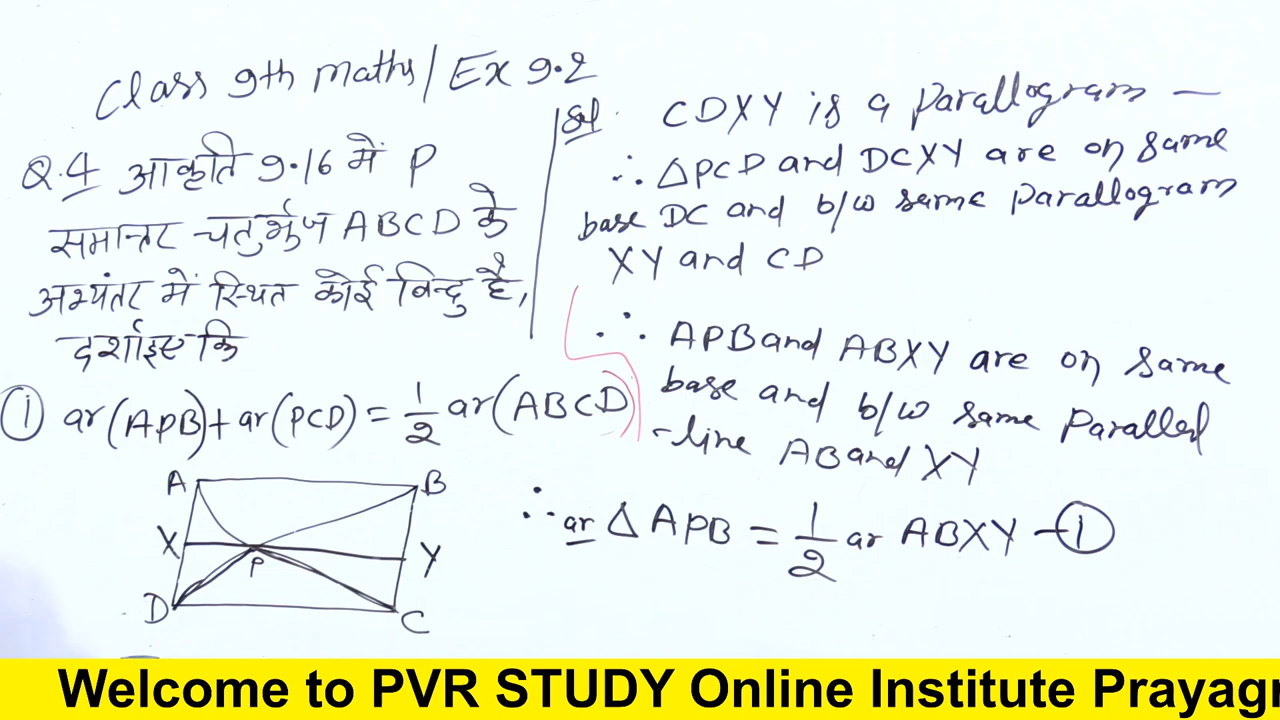 Class 9th maths/ Ex 9.2
Q.4 आकृति 9.16 में P
समान्तर चतुर्भुज ABCD के
अभ्यंतर में स्थित कोई बिन्दु है,
दर्शाइए कि
① ar(APB)+ar(PCD) = 1/2 ar(ABCD)
A B
X Y
P
D C
Sol. CDXY is a Parallogram —
∴ ΔPCD and DCXY are on same
base DC and b/w same Parallogram
XY and CD
∴ APB and ABXY are on same
base and b/w same Parallel
-line AB and XY
∴ ar Δ APB = 1/2 ar ABXY —①
Welcome to PVR STUDY Online Institute Prayagr